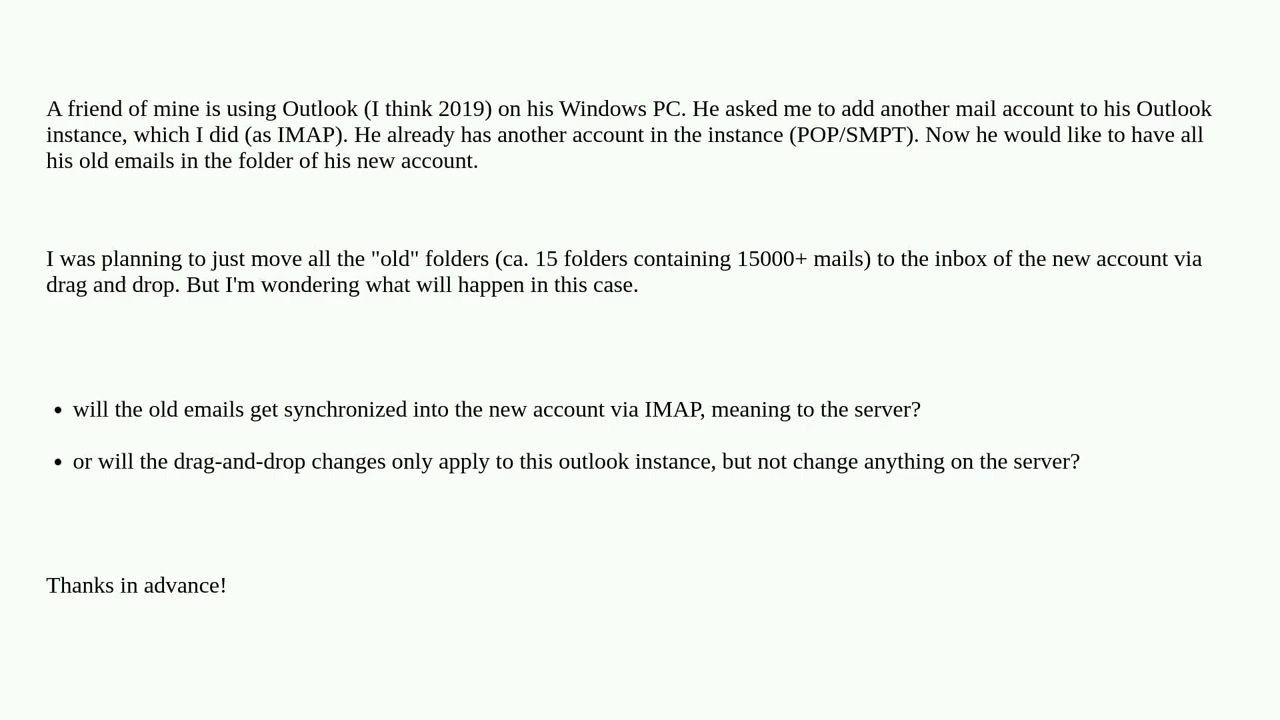 A friend of mine is using Outlook (I think 2019) on his Windows PC. He asked me to add another mail account to his Outlook
instance, which I did (as IMAP). He already has another account in the instance (POP/SMPT). Now he would like to have all
his old emails in the folder of his new account.
I was planning to just move all the "old" folders (ca. 15 folders containing 15000+ mails) to the inbox of the new account via
drag and drop. But I'm wondering what will happen in this case.
• will the old emails get synchronized into the new account via IMAP, meaning to the server?
• or will the drag-and-drop changes only apply to this outlook instance, but not change anything on the server?
Thanks in advance!